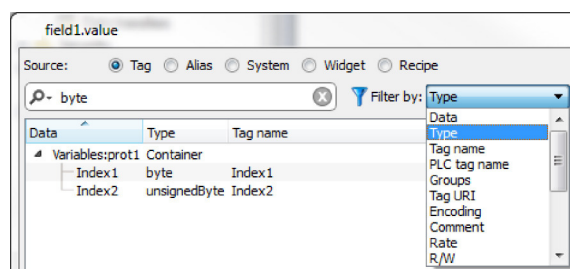 field1.value
Source: Tag Alias System Widget Recipe
byte Filter by: Type
Data Type Tag name
Variables:prot1 Container
Index1 byte Index1
Index2 unsignedByte Index2
Data
Type
Tag name
PLC tag name
Groups
Tag URI
Encoding
Comment
Rate
R/W